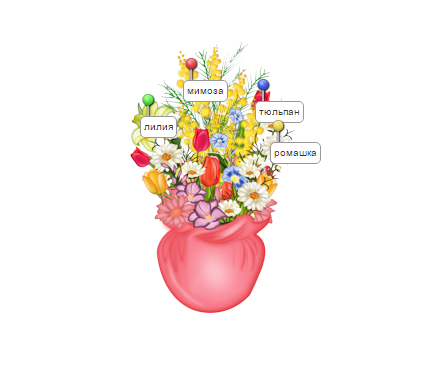 мимоза
тюльпан
лилия
ромашка